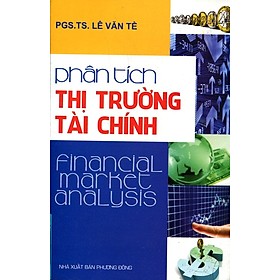 PGS.TS. LÊ VĂN TỀ
phân tích
THỊ TRƯỜNG
TÀI CHÍNH
financial
market
analysis
NHÀ XUẤT BẢN PHƯƠNG ĐÔNG